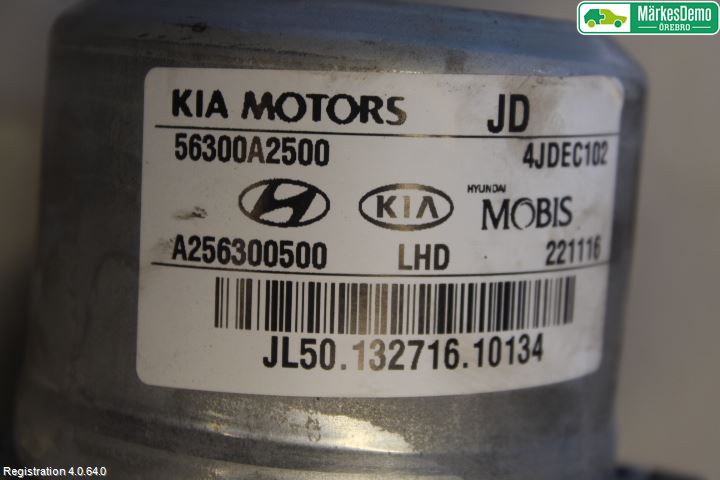 MärkesDemo
ÖREBRO
KIA MOTORS JD
56300A2500 4JDEC102
KIA HYUNDAI MOBIS
A256300500 LHD 221116
JL50.132716.10134
Registration 4.0.64.0